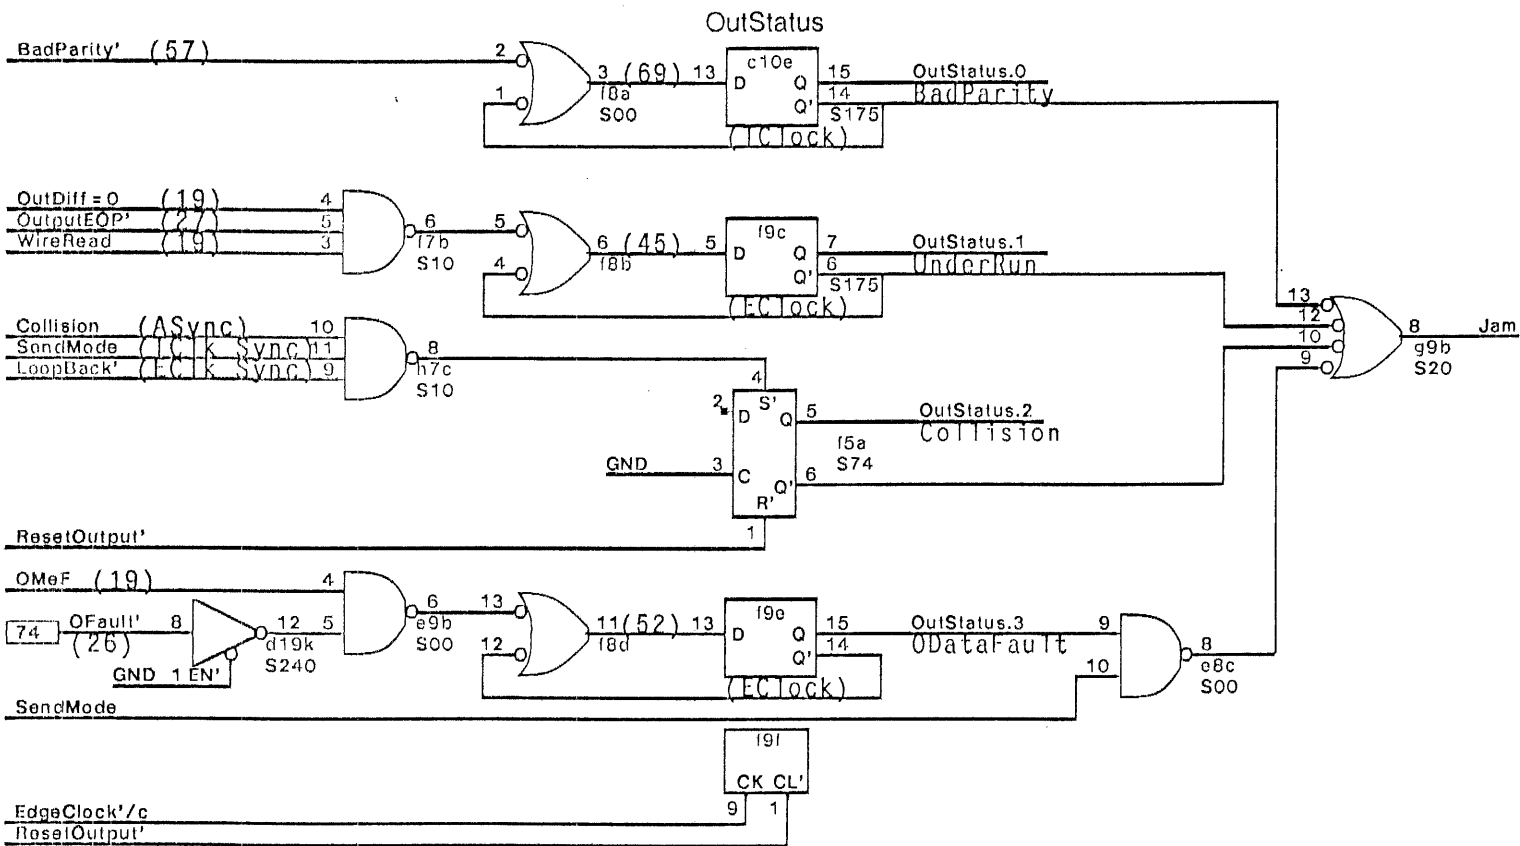 OutStatus
BadParity' (57)
2
1
3 (69) 13
f8a
S00
c10e
D Q
Q'
(IClock)
15
14
S175
OutStatus.0
BadParity
OutDiff=0 (19) 4
OutputEOP' (27) 5
WireRead (19) 3
6
f7b
S10
5
4
6 (45) 5
f8b
f9c
D Q
Q'
(EClock)
7
6
S175
OutStatus.1
UnderRun
Collision (ASync) 10
SendMode (IClk Sync) 11
LoopBack' (EClk Sync) 9
8
h7c
S10
4
S'
2
D Q
5
OutStatus.2
Collision
f5a
S74
GND 3
C
Q' 6
R'
1
ResetOutput'
13
12
10
9
8
g9b
S20
Jam
OMeF (19) 4
74
OFault'
(26)
8
12
d19k
S240
5
GND 1 EN'
6
e9b
S00
13
12
11 (52) 13
f8d
f9e
D Q
Q'
(EClock)
15
14
OutStatus.3
ODataFault
9
10
8
e8c
S00
SendMode
f9f
CK CL'
9 1
EdgeClock'/c
ResetOutput'